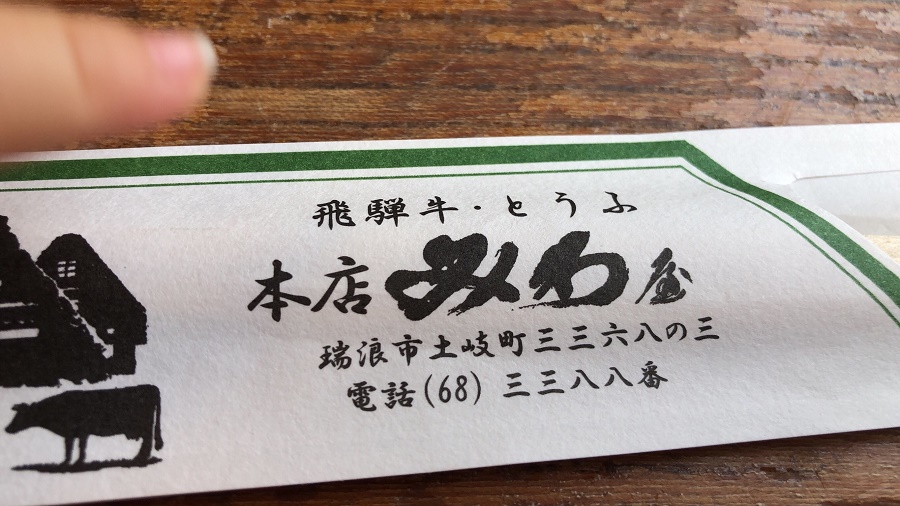 飛騨牛・とうふ
本店みわ屋
瑞浪市土岐町三三六八の三
電話(68)三三八八番